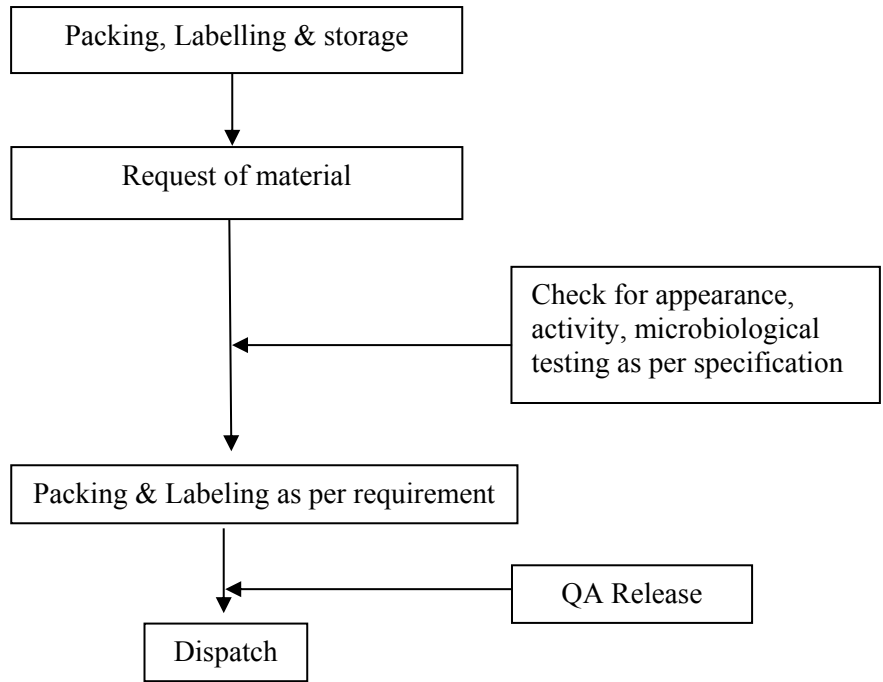 Packing, Labelling & storage
Request of material
Check for appearance,
activity, microbiological
testing as per specification
Packing & Labeling as per requirement
QA Release
Dispatch